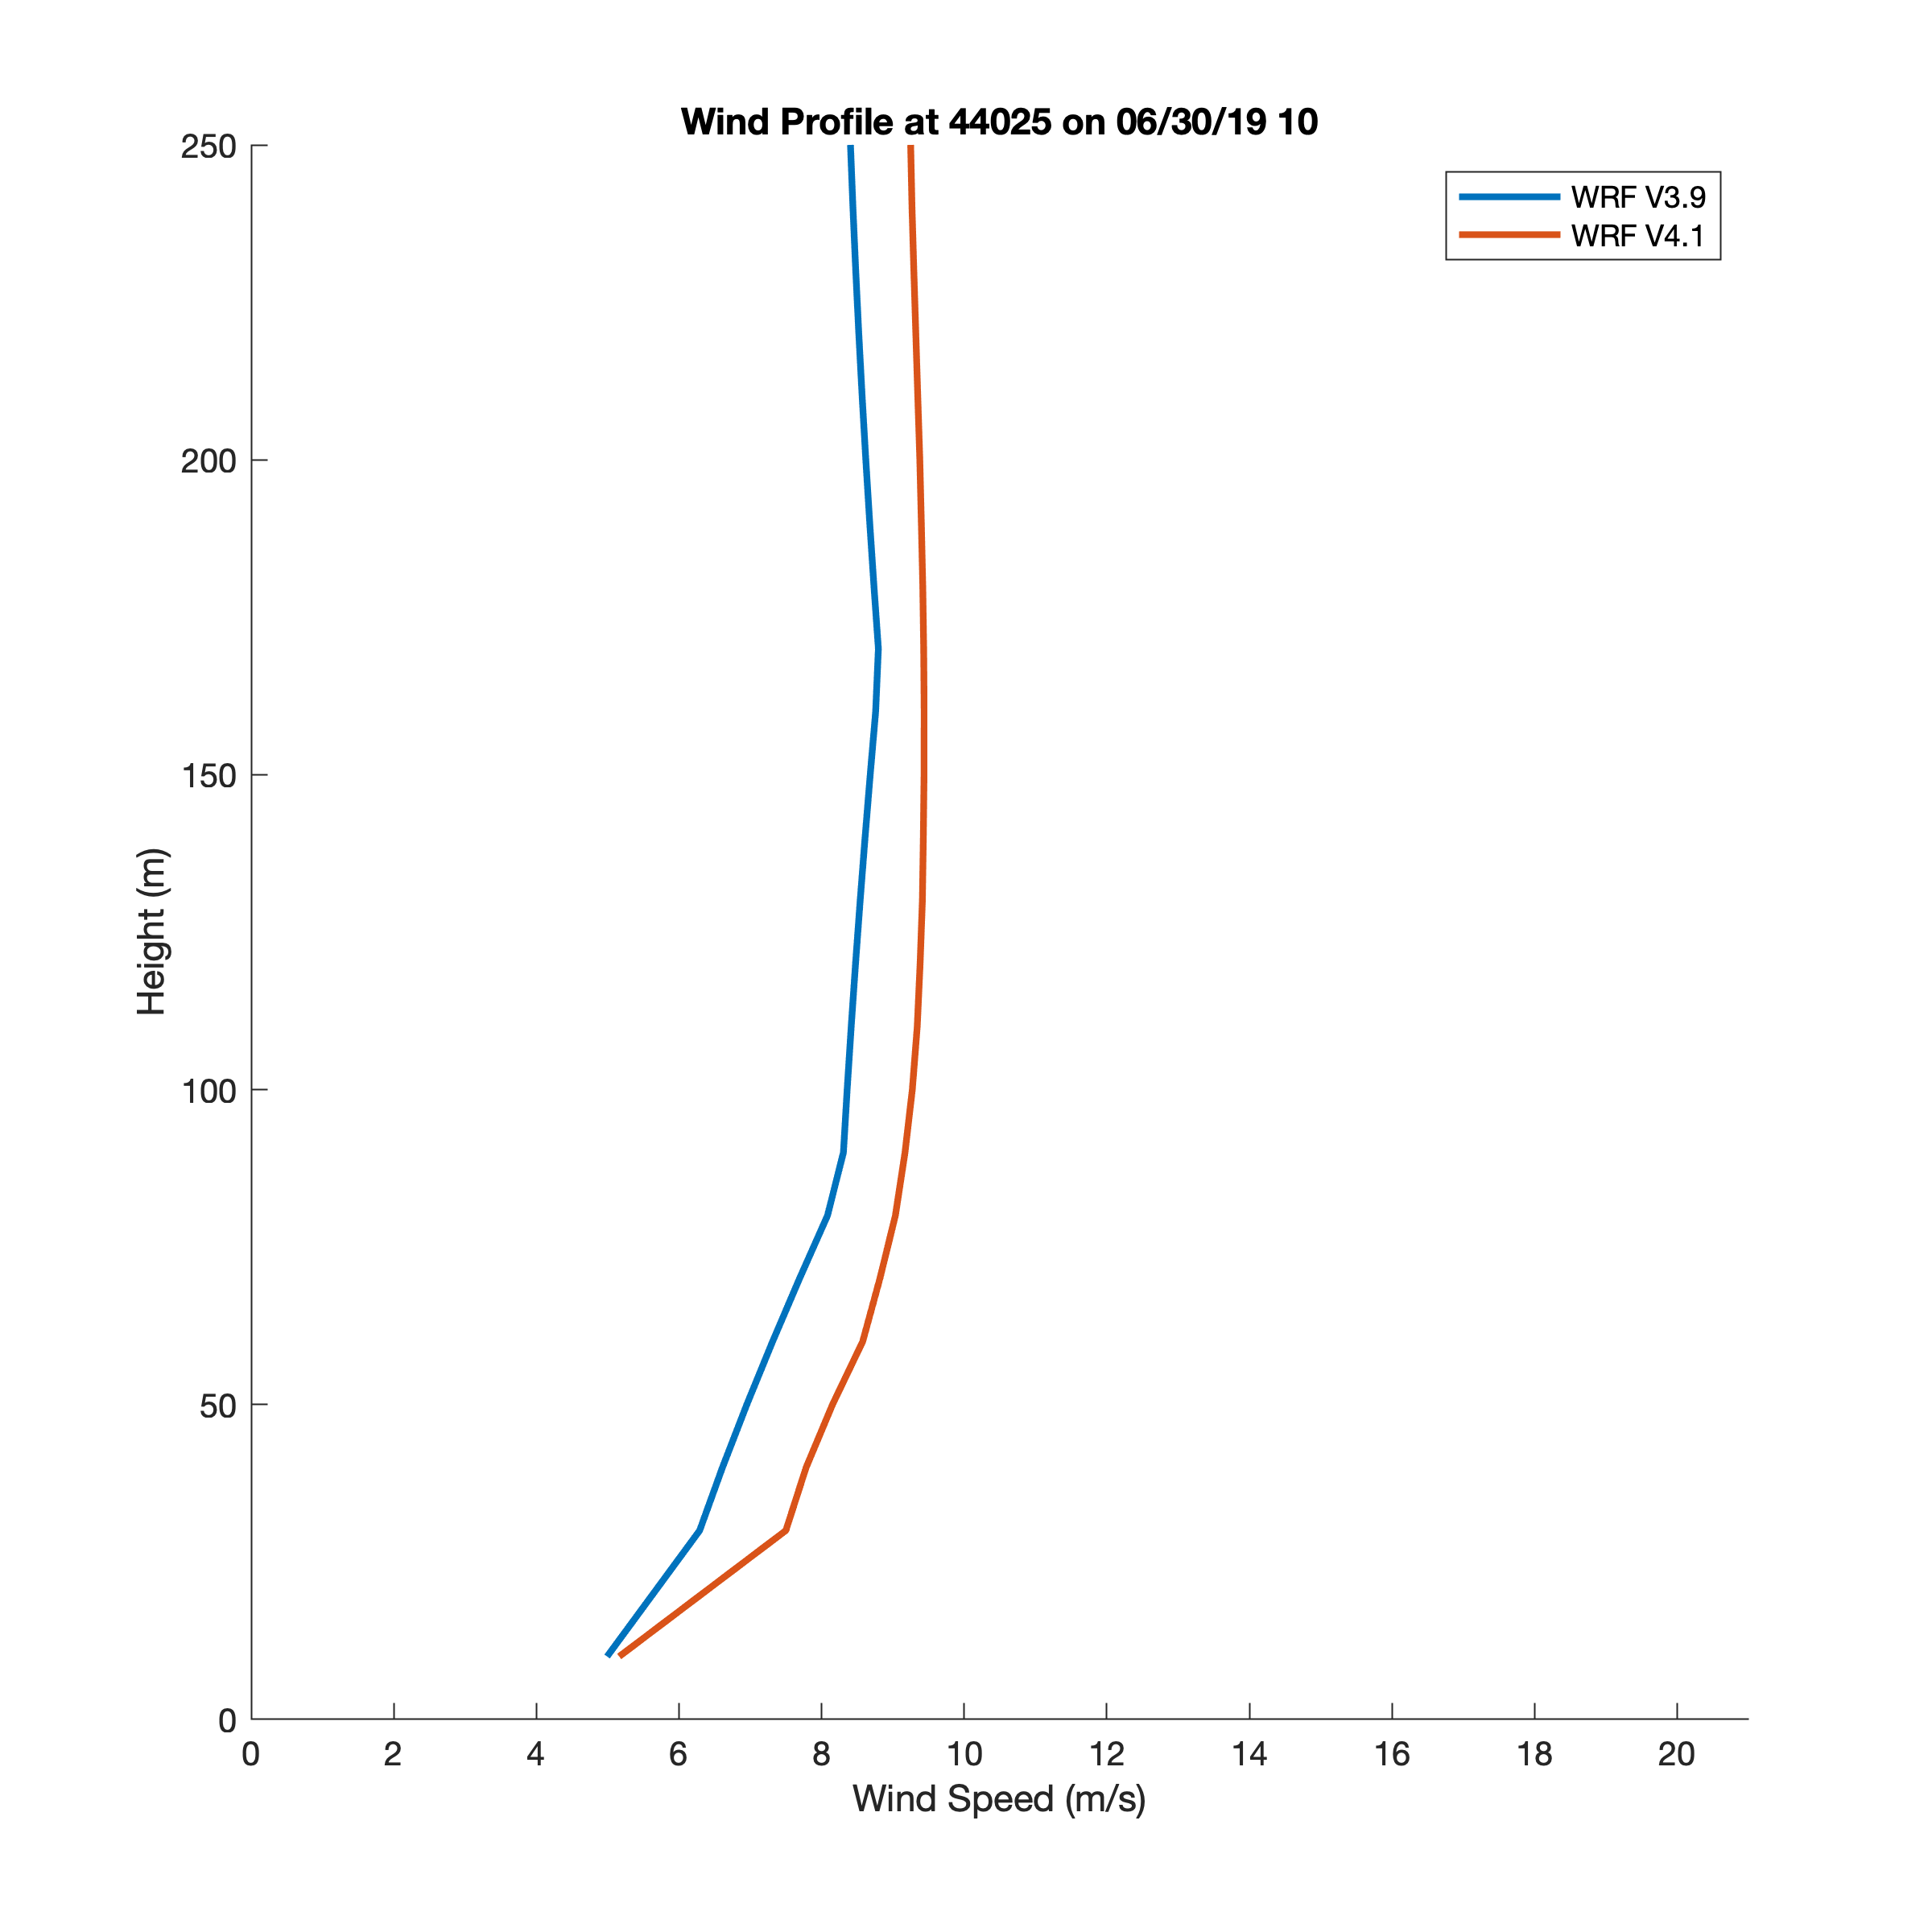 Wind Profile at 44025 on 06/30/19 10
WRF V3.9
WRF V4.1
250
200
150
100
50
0
Height (m)
0 2 4 6 8 10 12 14 16 18 20
Wind Speed (m/s)